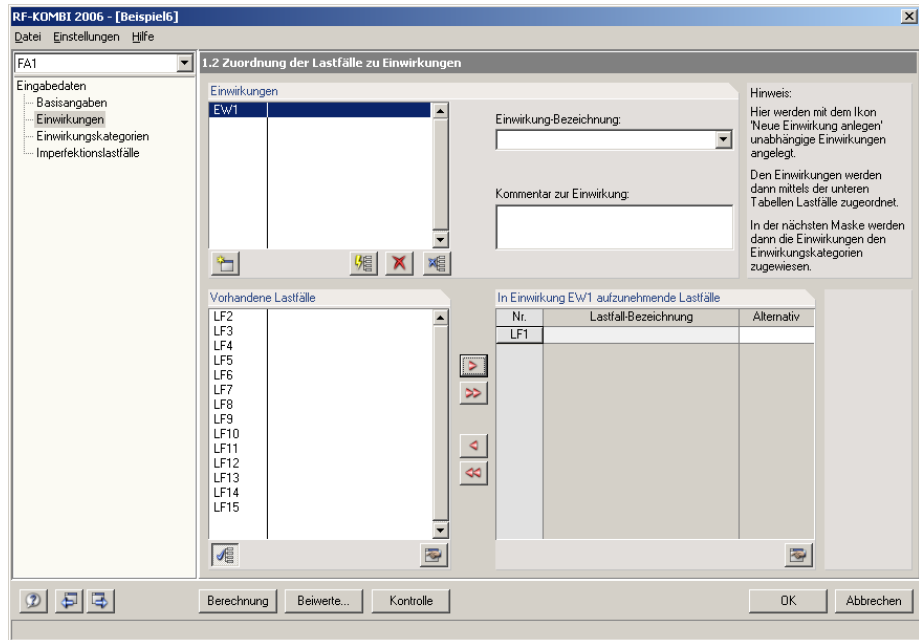 RF-KOMBI 2006 - [Beispiel6]
Datei Einstellungen Hilfe
FA1
Eingabedaten
Basisangaben
Einwirkungen
Einwirkungskategorien
Imperfektionslastfälle
1.2 Zuordnung der Lastfälle zu Einwirkungen
Einwirkungen
EW1
Einwirkung-Bezeichnung:
Kommentar zur Einwirkung:
Hinweis:
Hier werden mit dem Ikon
'Neue Einwirkung anlegen'
unabhängige Einwirkungen
angelegt.
Den Einwirkungen werden
dann mittels der unteren
Tabellen Lastfälle zugeordnet.
In der nächsten Maske werden
dann die Einwirkungen den
Einwirkungskategorien
zugewiesen.
Vorhandene Lastfälle
LF2
LF3
LF4
LF5
LF6
LF7
LF8
LF9
LF10
LF11
LF12
LF13
LF14
LF15
>
>>
<
<<
In Einwirkung EW1 aufzunehmende Lastfälle
Nr. Lastfall-Bezeichnung Alternativ
LF1
Berechnung Beiwerte... Kontrolle OK Abbrechen